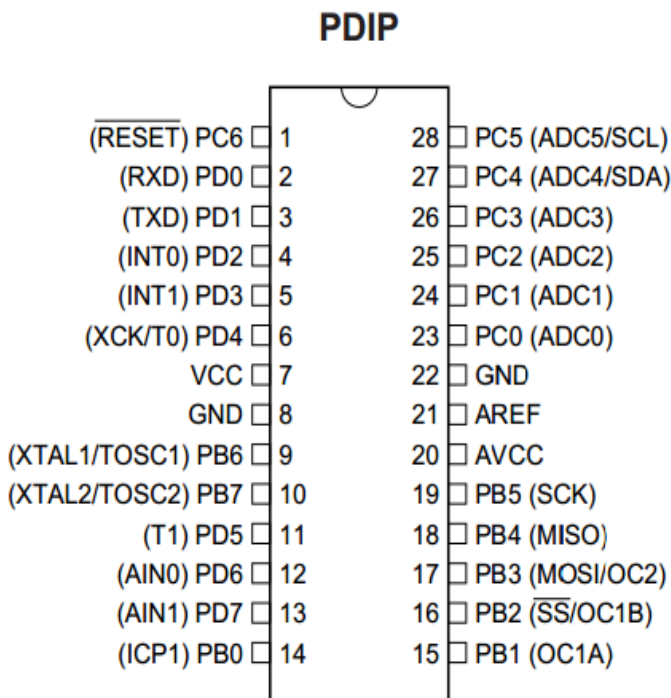 PDIP
(RESET) PC6 1 28 PC5 (ADC5/SCL)
(RXD) PD0 2 27 PC4 (ADC4/SDA)
(TXD) PD1 3 26 PC3 (ADC3)
(INT0) PD2 4 25 PC2 (ADC2)
(INT1) PD3 5 24 PC1 (ADC1)
(XCK/T0) PD4 6 23 PC0 (ADC0)
VCC 7 22 GND
GND 8 21 AREF
(XTAL1/TOSC1) PB6 9 20 AVCC
(XTAL2/TOSC2) PB7 10 19 PB5 (SCK)
(T1) PD5 11 18 PB4 (MISO)
(AIN0) PD6 12 17 PB3 (MOSI/OC2)
(AIN1) PD7 13 16 PB2 (SS/OC1B)
(ICP1) PB0 14 15 PB1 (OC1A)